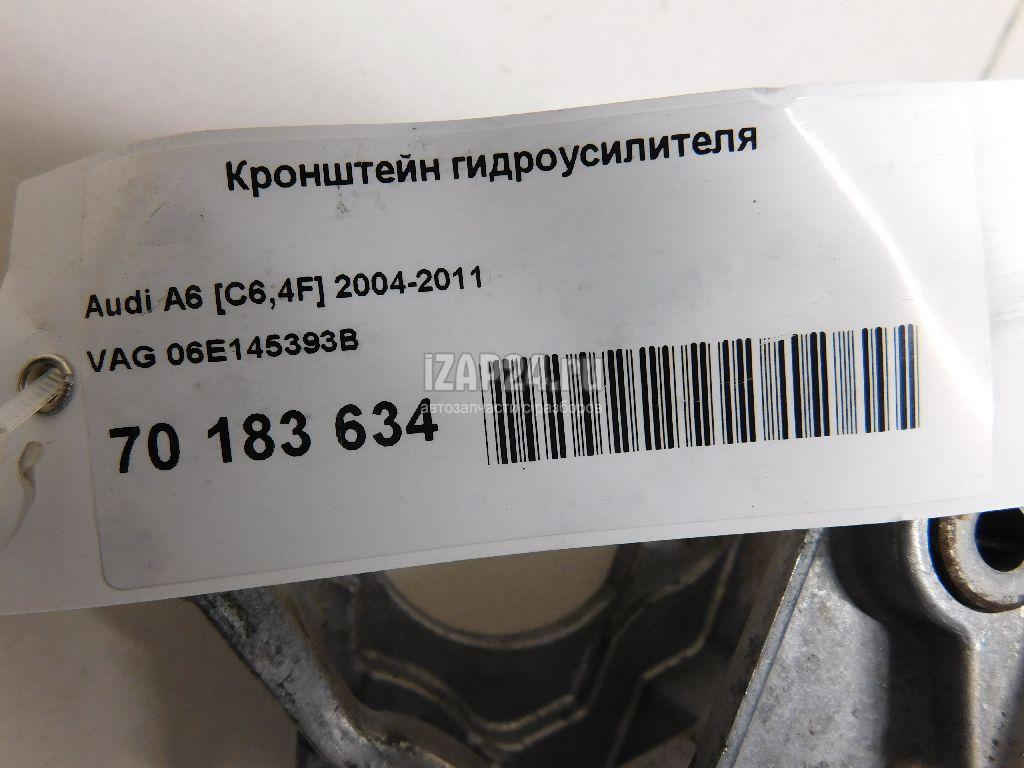 Кронштейн гидроусилителя
Audi A6 [C6,4F] 2004-2011
VAG 06E145393B
70 183 634
iZAP24.ru
автозапчасти с разборов